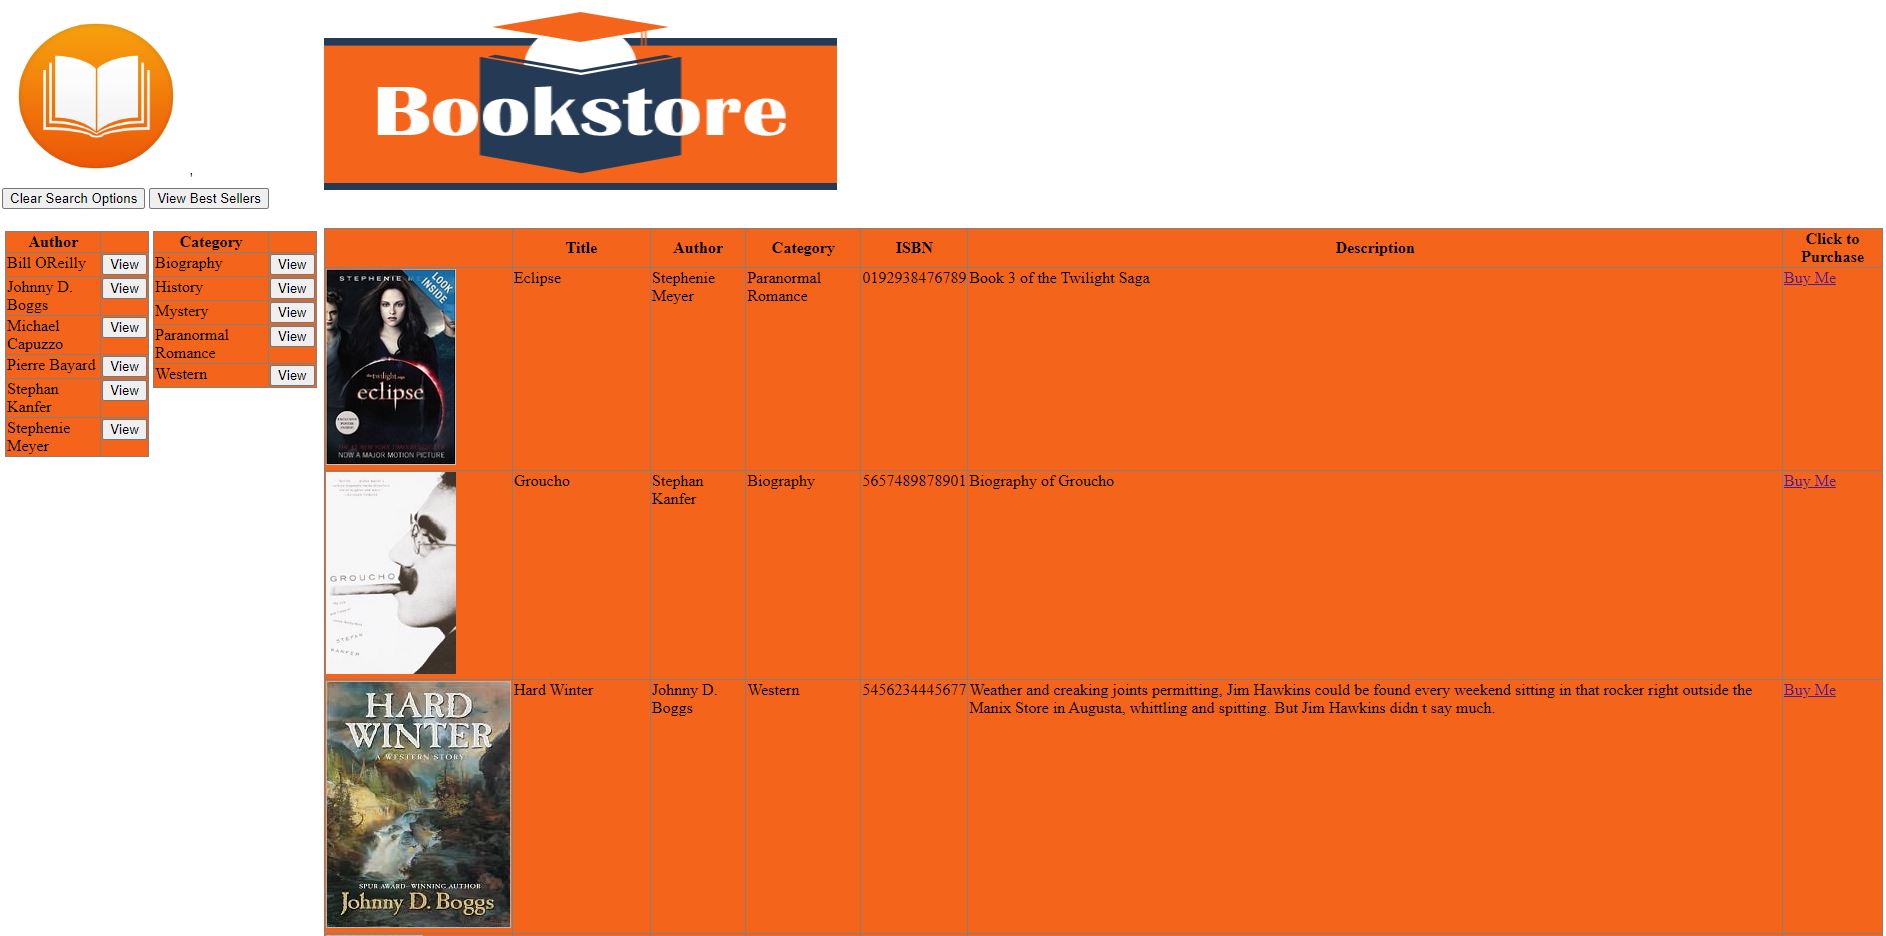 Bookstore
,
Clear Search Options View Best Sellers
Author
Bill OReilly View
Johnny D. View
Boggs
Michael View
Capuzzo
Pierre Bayard View
Stephan View
Kanfer
Stephenie View
Meyer
Category
Biography View
History View
Mystery View
Paranormal View
Romance
Western View
Title Author Category ISBN Description Click to
Purchase
STEPHENIE
LOOK
INSIDE
the twilight saga
eclipse
NOW A MAJOR MOTION PICTURE
Eclipse Stephenie Paranormal 0192938476789 Book 3 of the Twilight Saga Buy Me
Meyer Romance
GROUCHO
STEFAN
KANFER
Groucho Stephan Biography 5657489878901 Biography of Groucho Buy Me
Kanfer
HARD
WINTER
A WESTERN STORY
SPUR AWARD-WINNING AUTHOR
Johnny D. Boggs
Hard Winter Johnny D. Western 5456234445677 Weather and creaking joints permitting, Jim Hawkins could be found every weekend sitting in that rocker right outside the Buy Me
Boggs Manix Store in Augusta, whittling and spitting. But Jim Hawkins didn t say much.